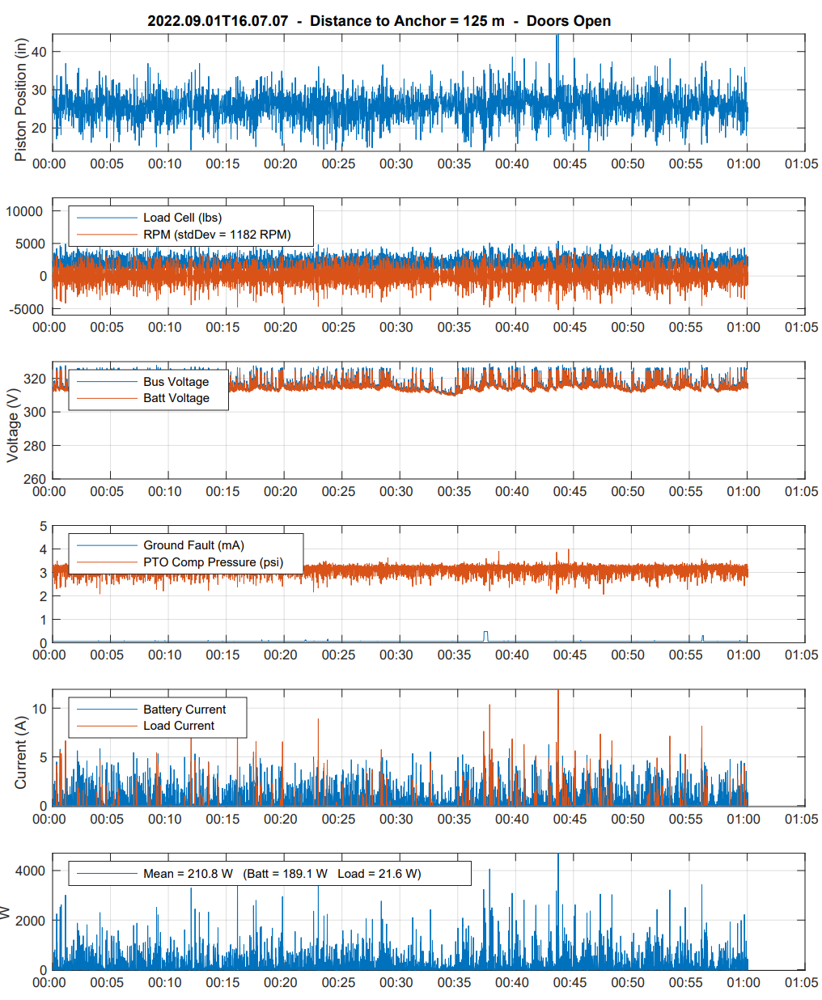 2022.09.01T16.07.07 - Distance to Anchor = 125 m - Doors Open
Piston Position (in)
40
30
20
00:00 00:05 00:10 00:15 00:20 00:25 00:30 00:35 00:40 00:45 00:50 00:55 01:00 01:05
10000
5000
0
-5000
Load Cell (lbs)
RPM (stdDev = 1182 RPM)
00:00 00:05 00:10 00:15 00:20 00:25 00:30 00:35 00:40 00:45 00:50 00:55 01:00 01:05
Voltage (V)
320
300
280
260
Bus Voltage
Batt Voltage
00:00 00:05 00:10 00:15 00:20 00:25 00:30 00:35 00:40 00:45 00:50 00:55 01:00 01:05
5
4
3
2
1
0
Ground Fault (mA)
PTO Comp Pressure (psi)
00:00 00:05 00:10 00:15 00:20 00:25 00:30 00:35 00:40 00:45 00:50 00:55 01:00 01:05
Current (A)
10
5
0
Battery Current
Load Current
00:00 00:05 00:10 00:15 00:20 00:25 00:30 00:35 00:40 00:45 00:50 00:55 01:00 01:05
W
4000
2000
0
Mean = 210.8 W (Batt = 189.1 W Load = 21.6 W)
00:00 00:05 00:10 00:15 00:20 00:25 00:30 00:35 00:40 00:45 00:50 00:55 01:00 01:05